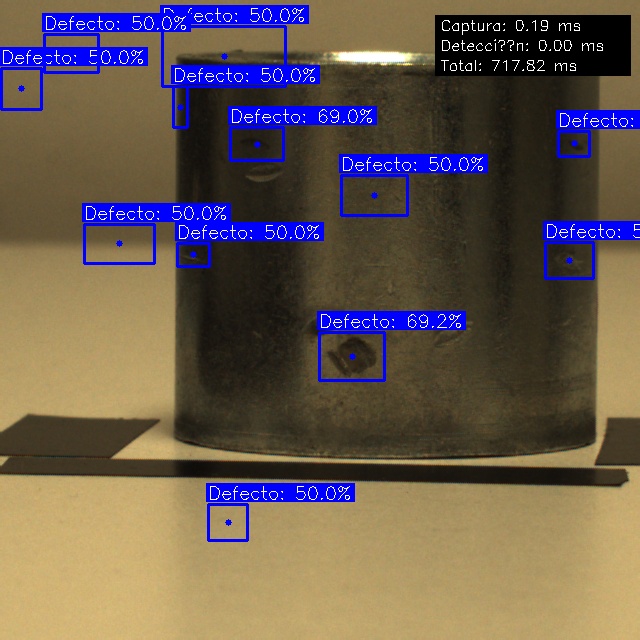 Defecto: 50.0%
Defecto: 50.0%
Captura: 0.19 ms
Detecci??n: 0.00 ms
Total: 717.82 ms
Defecto: 50.0%
Defecto: 50.0%
Defecto: 69.0%
Defecto:
Defecto: 50.0%
Defecto: 50.0%
Defecto: 50.0%
Defecto: 5
Defecto: 69.2%
Defecto: 50.0%